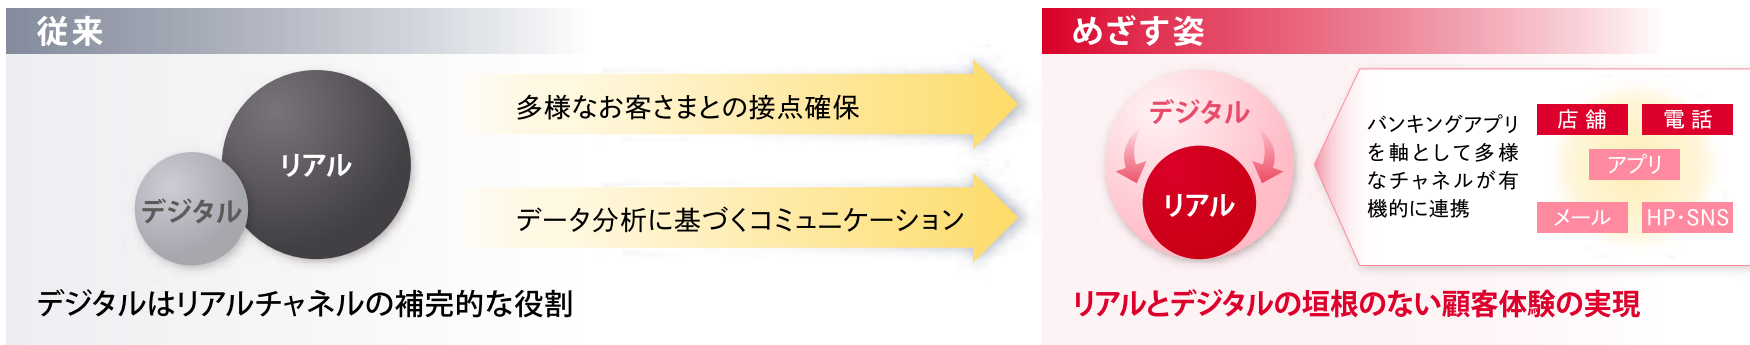 従来
リアル
デジタル
デジタルはリアルチャネルの補完的な役割
多様なお客さまとの接点確保
データ分析に基づくコミュニケーション
めざす姿
デジタル
リアル
バンキングアプリ
を軸として多様
なチャネルが有
機的に連携
店舗
電話
アプリ
メール
HP・SNS
リアルとデジタルの垣根のない顧客体験の実現